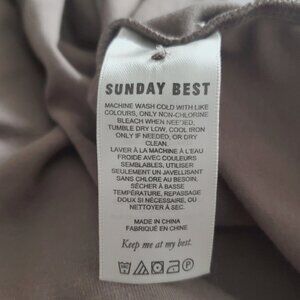 SUNDAY BEST
MACHINE WASH COLD WITH LIKE
COLOURS, ONLY NON-CHLORINE
BLEACH WHEN NEEDED,
TUMBLE DRY LOW, COOL IRON
ONLY IF NEEDED, OR DRY
CLEAN.
LAVER À LA MACHINE À L'EAU
FROIDE AVEC COULEURS
SEMBLABLES, UTILISER
SEULEMENT UN JAVELLISANT
SANS CHLORE AU BESOIN,
SÉCHER À BASSE
TEMPÉRATURE, REPASSAGE
DOUX SI NÉCESSAIRE, OU
NETTOYER À SEC.
MADE IN CHINA
FABRIQUÉ EN CHINE
Keep me at my best.